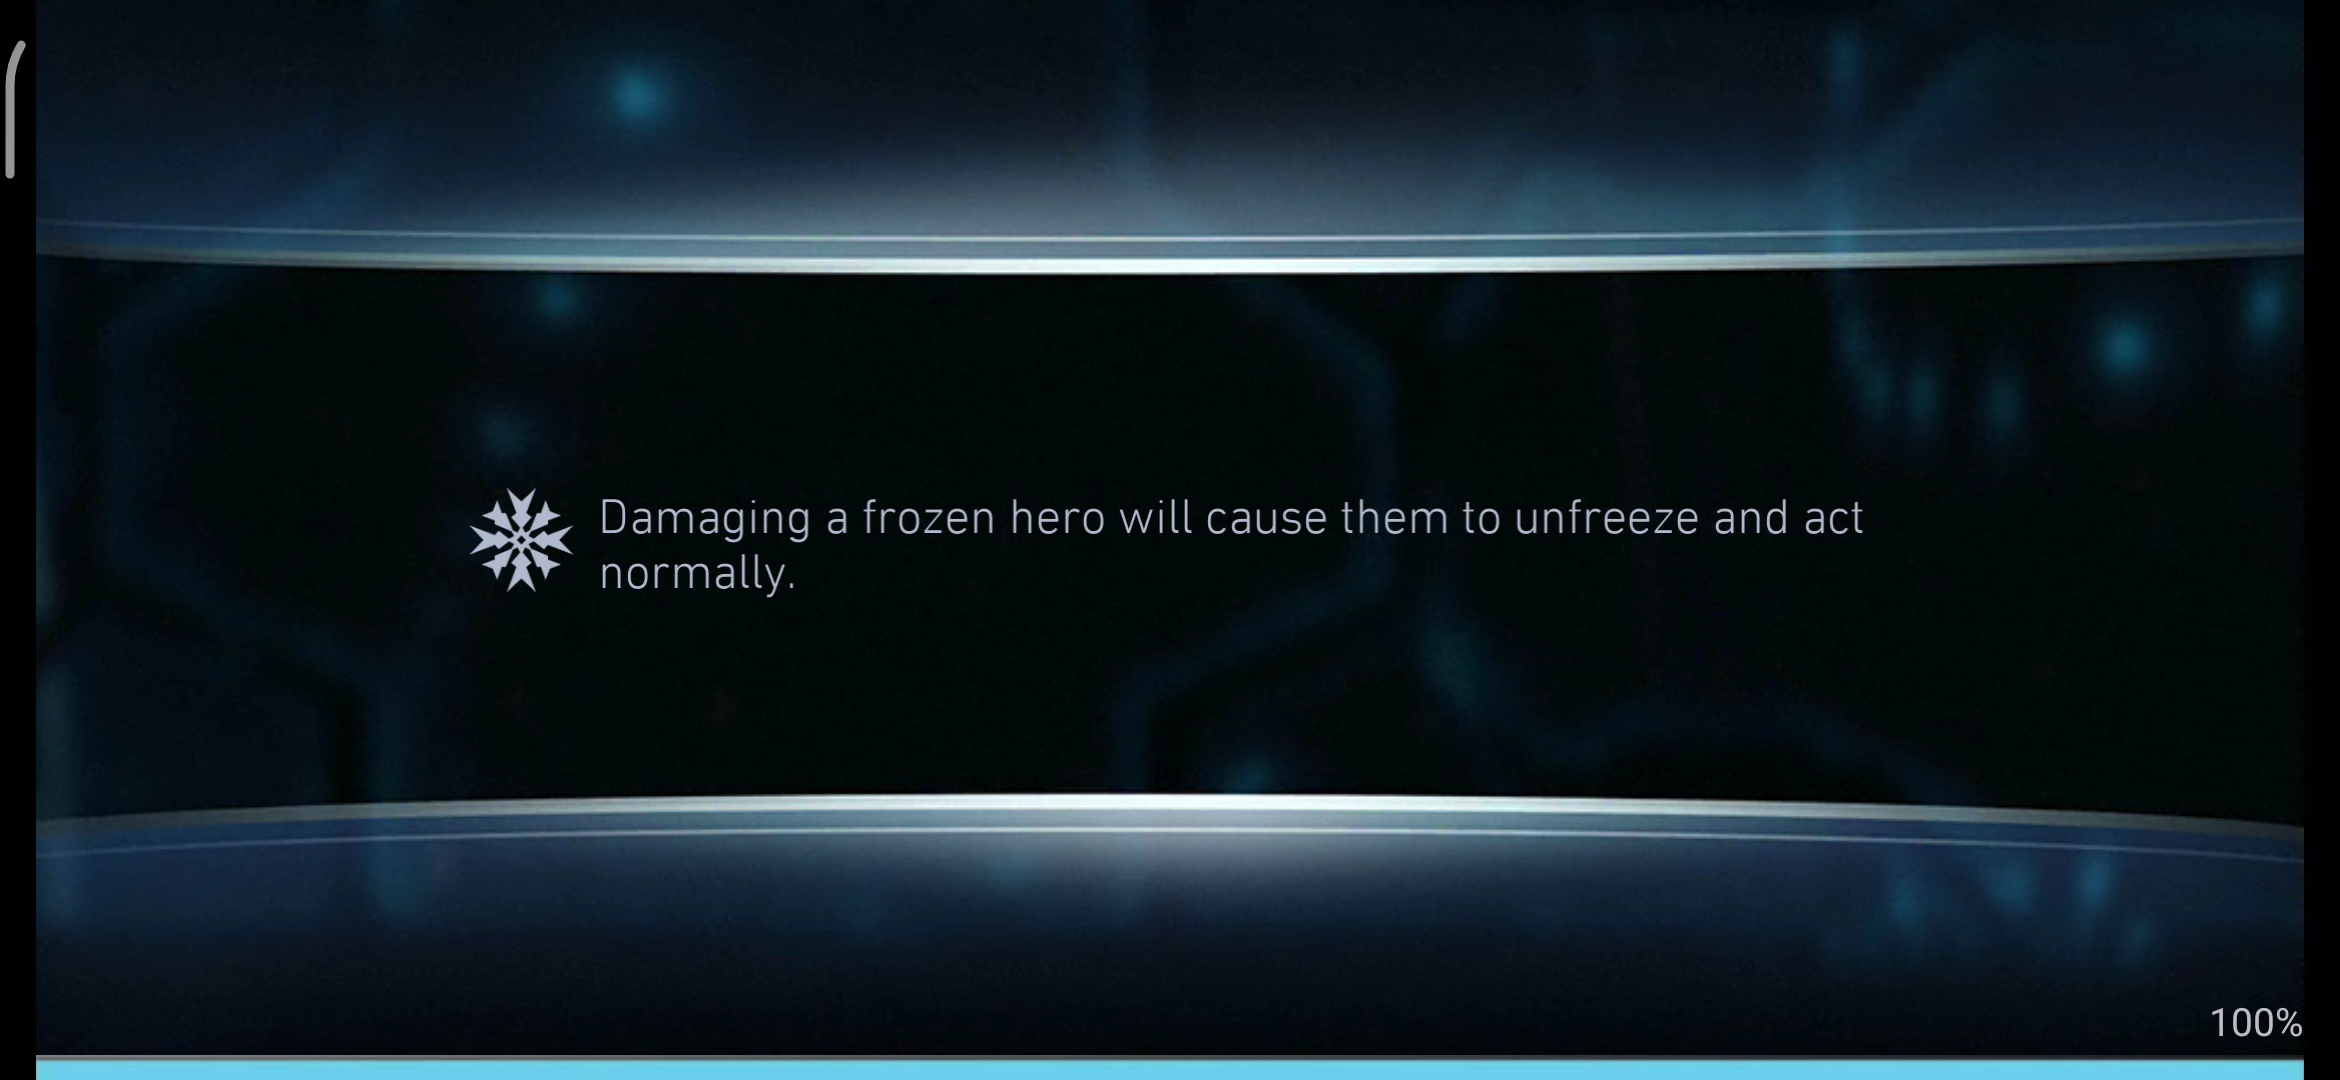 Damaging a frozen hero will cause them to unfreeze and act
normally.
100%